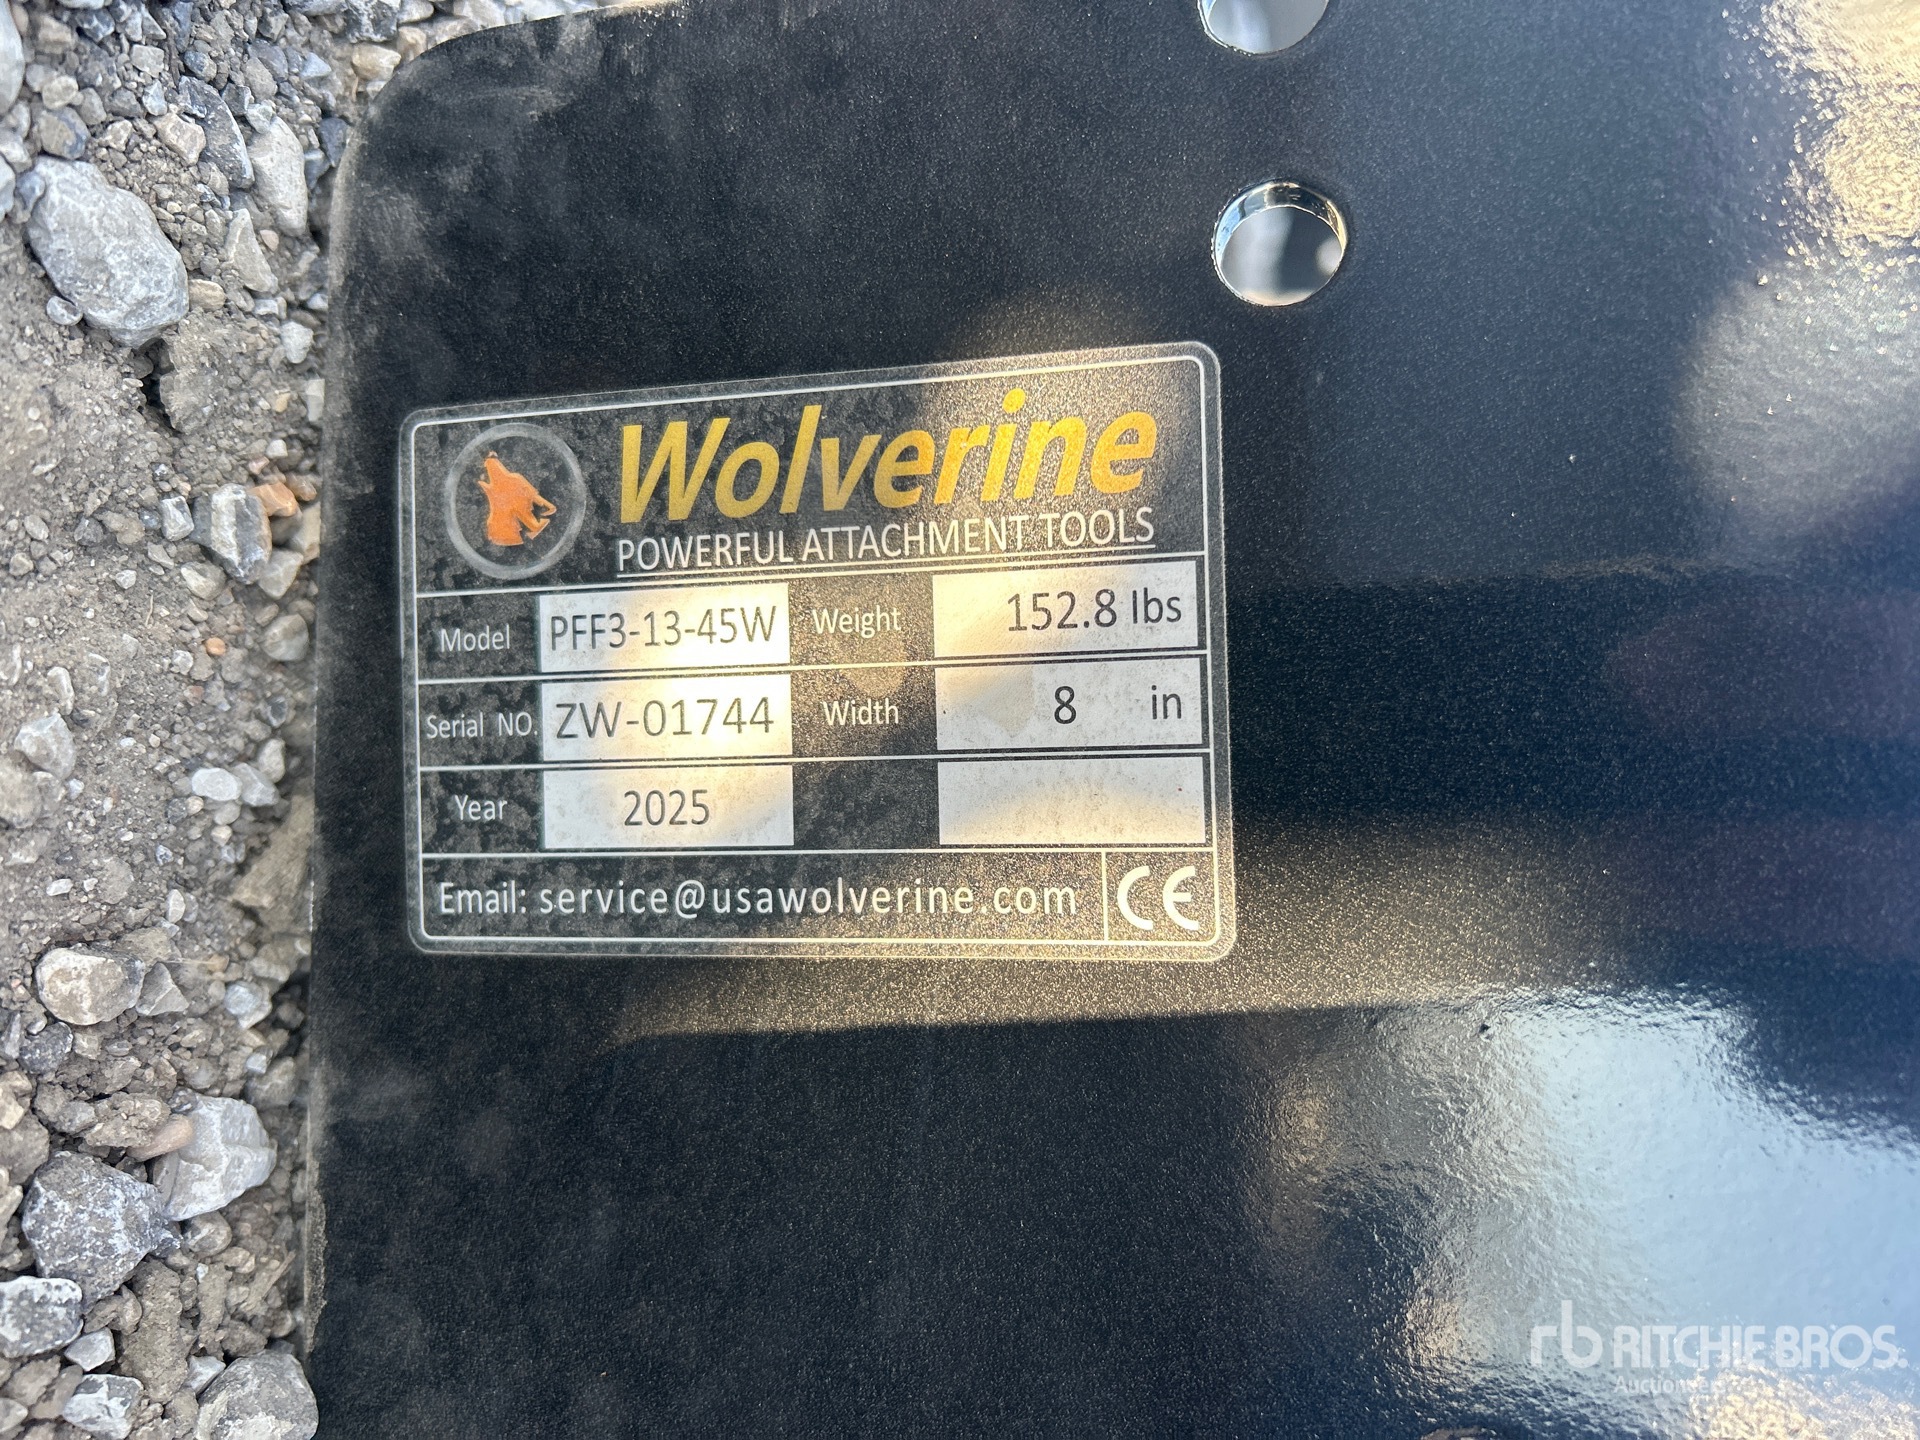 Wolverine
POWERFUL ATTACHMENT TOOLS
Model PFF3-13-45W Weight 152.8 lbs
Serial NO. ZW-01744 Width 8 in
Year 2025
Email: service@usawolverine.com CE
rb RITCHIE BROS.